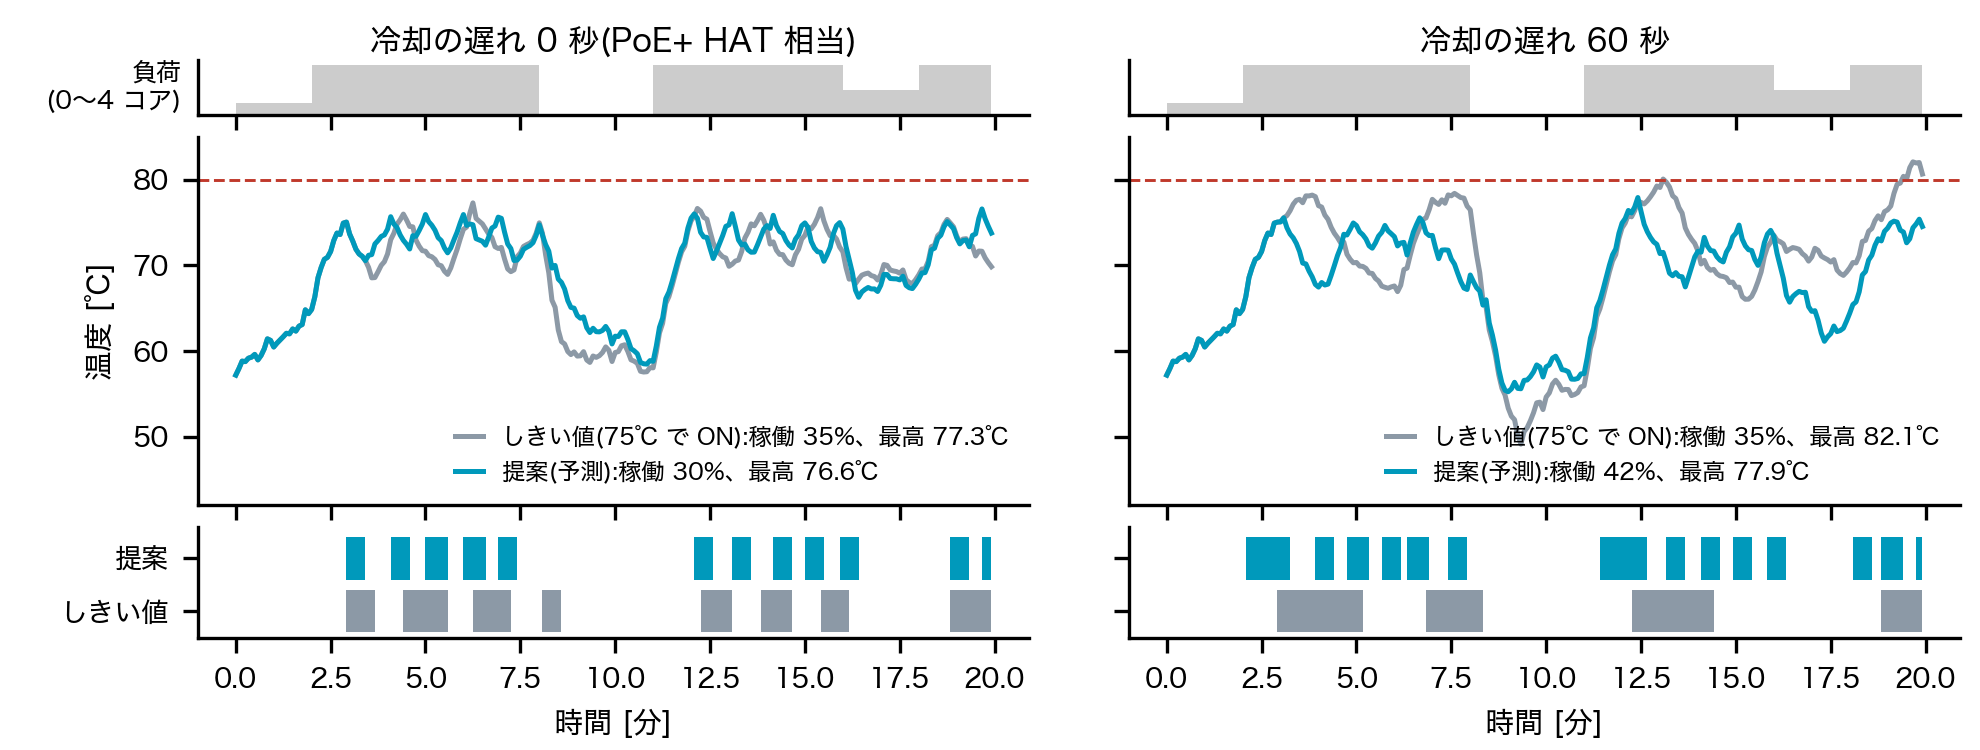 冷却の遅れ 0 秒(PoE+ HAT 相当)
冷却の遅れ 60 秒
負荷
(0〜4 コア)
80
70
60
50
温度 [℃]
しきい値(75℃ で ON):稼働 35%、最高 77.3℃
提案(予測):稼働 30%、最高 76.6℃
しきい値(75℃ で ON):稼働 35%、最高 82.1℃
提案(予測):稼働 42%、最高 77.9℃
提案
しきい値
0.0 2.5 5.0 7.5 10.0 12.5 15.0 17.5 20.0
0.0 2.5 5.0 7.5 10.0 12.5 15.0 17.5 20.0
時間 [分]
時間 [分]